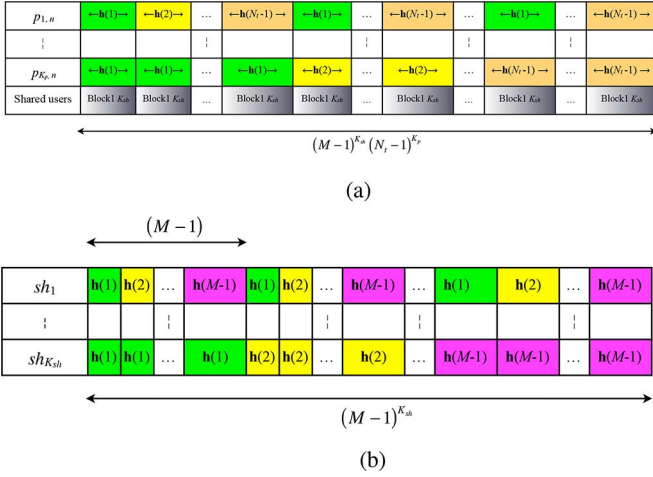 p1, n ←h(1)→ ←h(2)→ … ←h(Nt-1)→ … ←h(Nt-1)→ … ←h(1)→ … ←h(Nt-1)→
pKp, n ←h(1)→ ←h(1)→ … ←h(1)→ ←h(2)→ … ←h(2)→ … ←h(Nt-1)→ … ←h(Nt-1)→
Shared users Block1 Ksh Block1 Ksh … Block1 Ksh Block1 Ksh … Block1 Ksh … Block1 Ksh … Block1 Ksh
(M−1)^Ksh (Nt−1)^Kp
(a)
(M−1)
sh1 h(1) h(2) … h(M-1) h(1) h(2) … h(M-1) … h(1) h(2) … h(M-1)
shKsh h(1) h(1) … h(1) h(2) h(2) … h(2) … h(M-1) h(M-1) … h(M-1)
(M−1)^Ksh
(b)